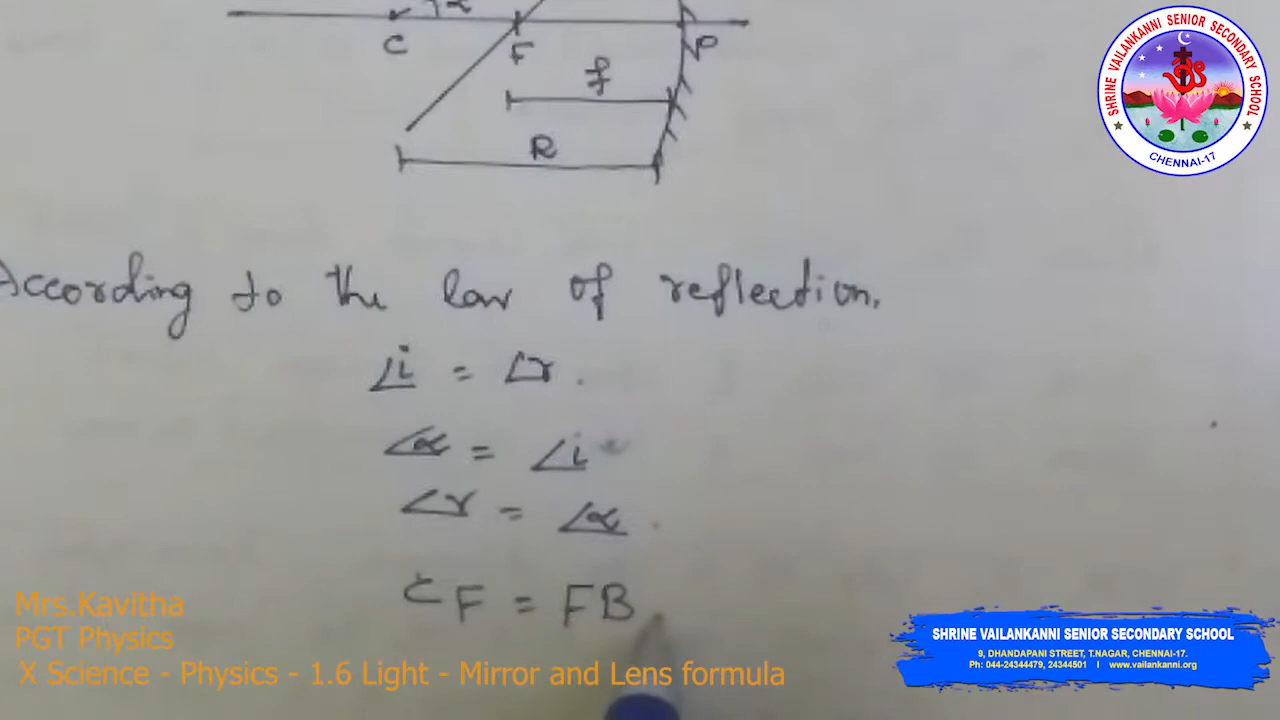 α
C
F
P
f
R
According to the law of reflection.
∠i = ∠r.
∠α = ∠i
∠r = ∠α.
CF = FB
Mrs.Kavitha
PGT Physics
X Science - Physics - 1.6 Light - Mirror and Lens formula
SHRINE VAILANKANNI SENIOR SECONDARY SCHOOL
CHENNAI-17
SHRINE VAILANKANNI SENIOR SECONDARY SCHOOL
9, DHANDAPANI STREET, T.NAGAR, CHENNAI-17.
Ph: 044-24344479, 24344501 | www.vailankanni.org